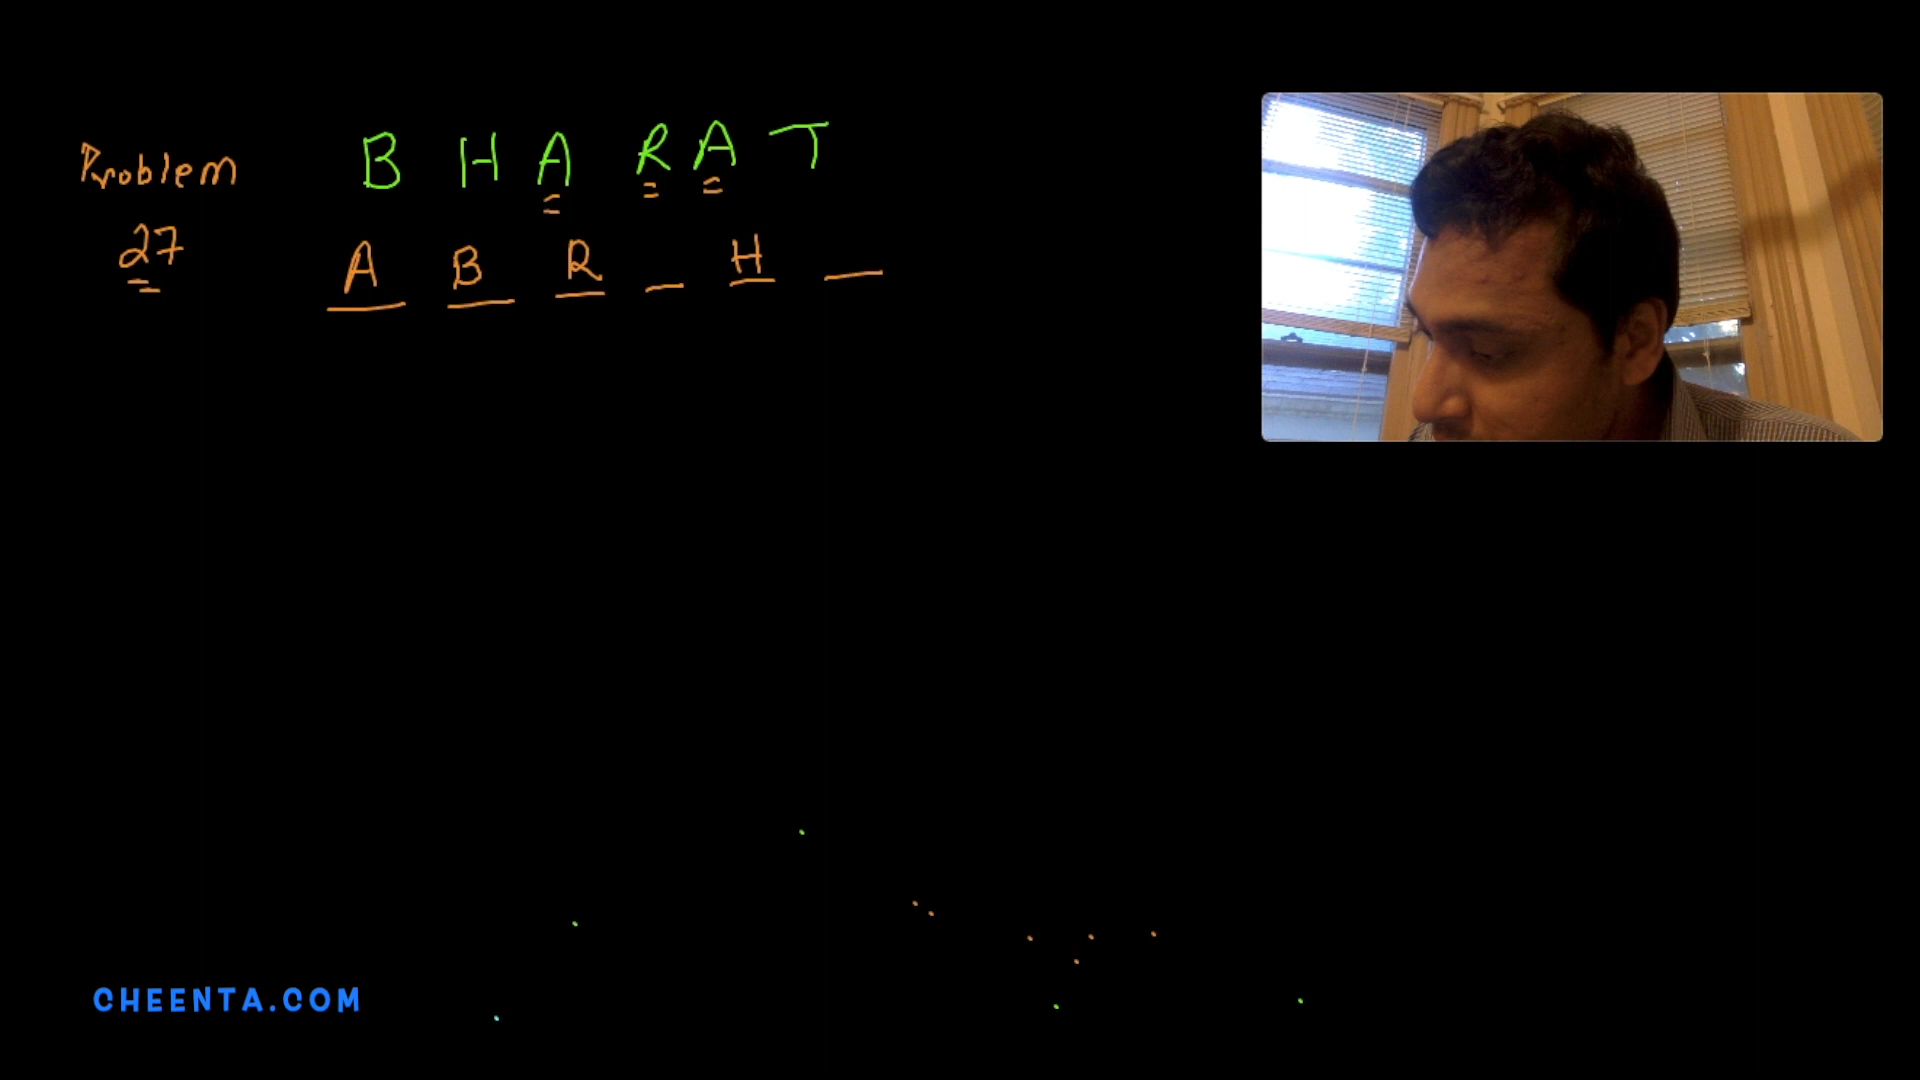 Problem
27
B H A R A T
A B R _ H _
CHEENTA.COM